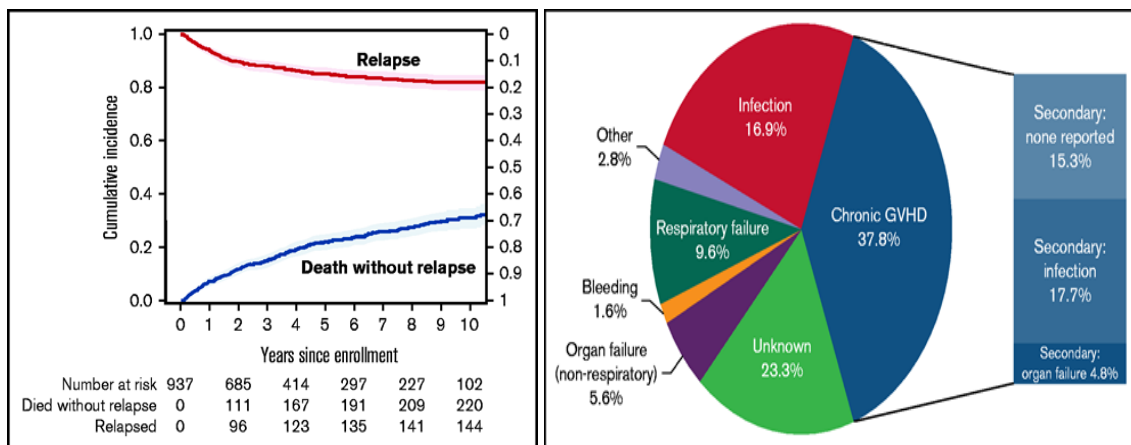 1.0
0.8
0.6
0.4
0.2
0.0
Cumulative incidence
0
0.1
0.2
0.3
0.4
0.5
0.6
0.7
0.8
0.9
1
Relapse
Death without relapse
0 1 2 3 4 5 6 7 8 9 10
Years since enrollment
Number at risk 937 685 414 297 227 102
Died without relapse 0 111 167 191 209 220
Relapsed 0 96 123 135 141 144
Infection
16.9%
Other
2.8%
Respiratory failure
9.6%
Bleeding
1.6%
Organ failure
(non-respiratory)
5.6%
Unknown
23.3%
Chronic GVHD
37.8%
Secondary:
none reported
15.3%
Secondary:
infection
17.7%
Secondary:
organ failure 4.8%